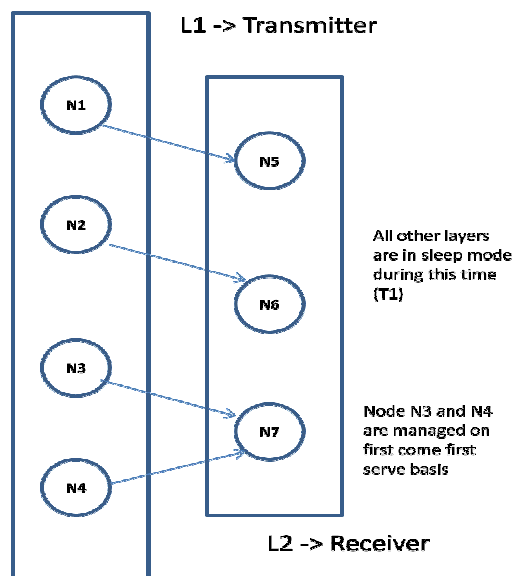 L1 -> Transmitter
N1
N5
N2
All other layers
are in sleep mode
during this time
(T1)
N6
N3
Node N3 and N4
are managed on
first come first
serve basis
N7
N4
L2 -> Receiver